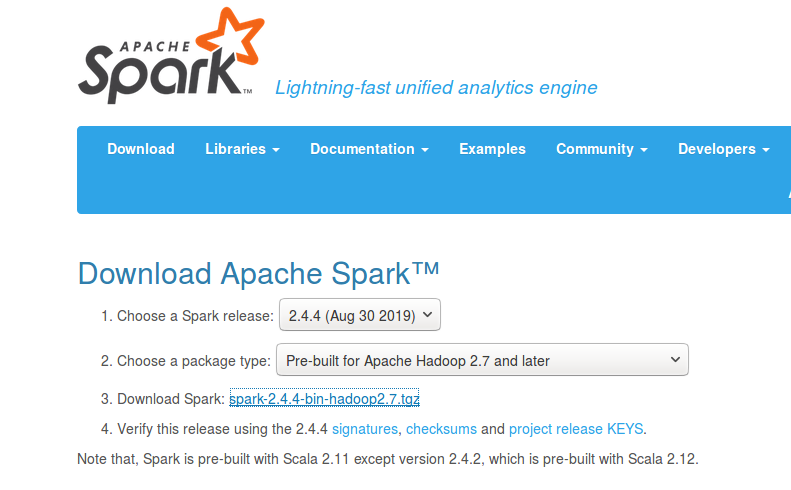 APACHE
Spark™
Lightning-fast unified analytics engine
Download Libraries Documentation Examples Community Developers
Download Apache Spark™
1. Choose a Spark release: 2.4.4 (Aug 30 2019)
2. Choose a package type: Pre-built for Apache Hadoop 2.7 and later
3. Download Spark: spark-2.4.4-bin-hadoop2.7.tgz
4. Verify this release using the 2.4.4 signatures, checksums and project release KEYS.
Note that, Spark is pre-built with Scala 2.11 except version 2.4.2, which is pre-built with Scala 2.12.